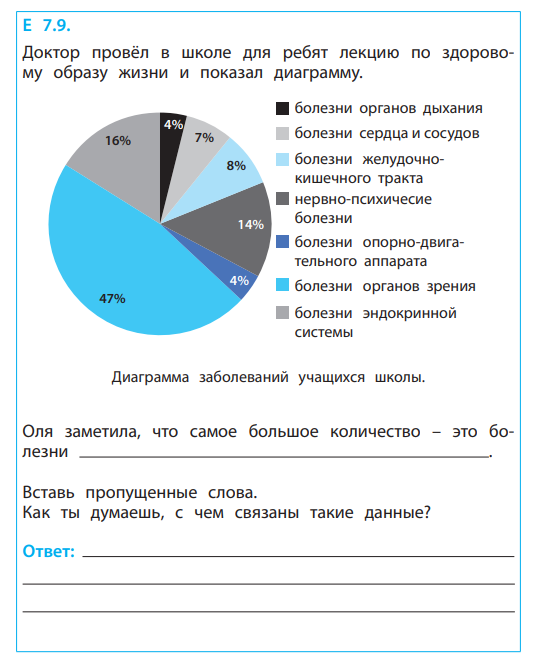 Е 7.9.
Доктор провёл в школе для ребят лекцию по здорово-
му образу жизни и показал диаграмму.
4%
7%
8%
14%
4%
47%
16%
болезни органов дыхания
болезни сердца и сосудов
болезни желудочно-
кишечного тракта
нервно-психичесие
болезни
болезни опорно-двига-
тельного аппарата
болезни органов зрения
болезни эндокринной
системы
Диаграмма заболеваний учащихся школы.
Оля заметила, что самое большое количество – это бо-
лезни ___.
Вставь пропущенные слова.
Как ты думаешь, с чем связаны такие данные?
Ответ: